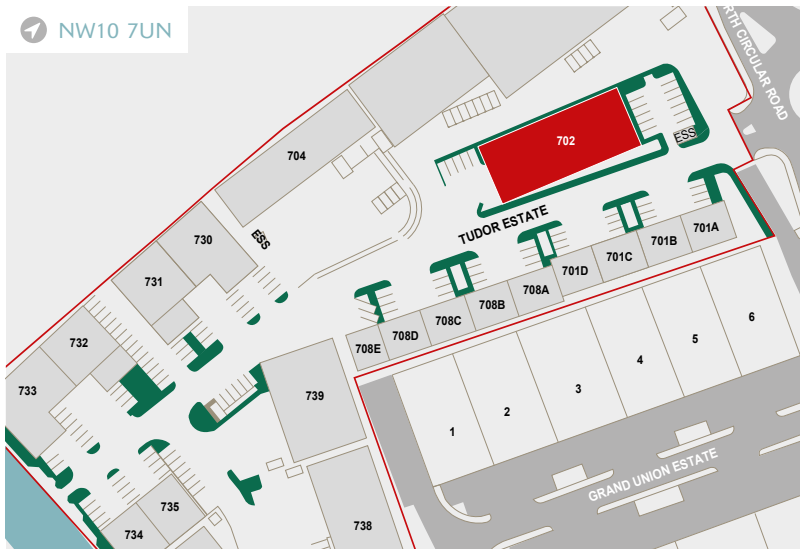 NW10 7UN
RTH CIRCULAR ROAD
ESS
702
704
TUDOR ESTATE
730
ESS
731
701A
701B
701C
701D
708A
708B
708C
708D
708E
732
733
739
6
5
4
3
2
1
GRAND UNION ESTATE
735
734
738